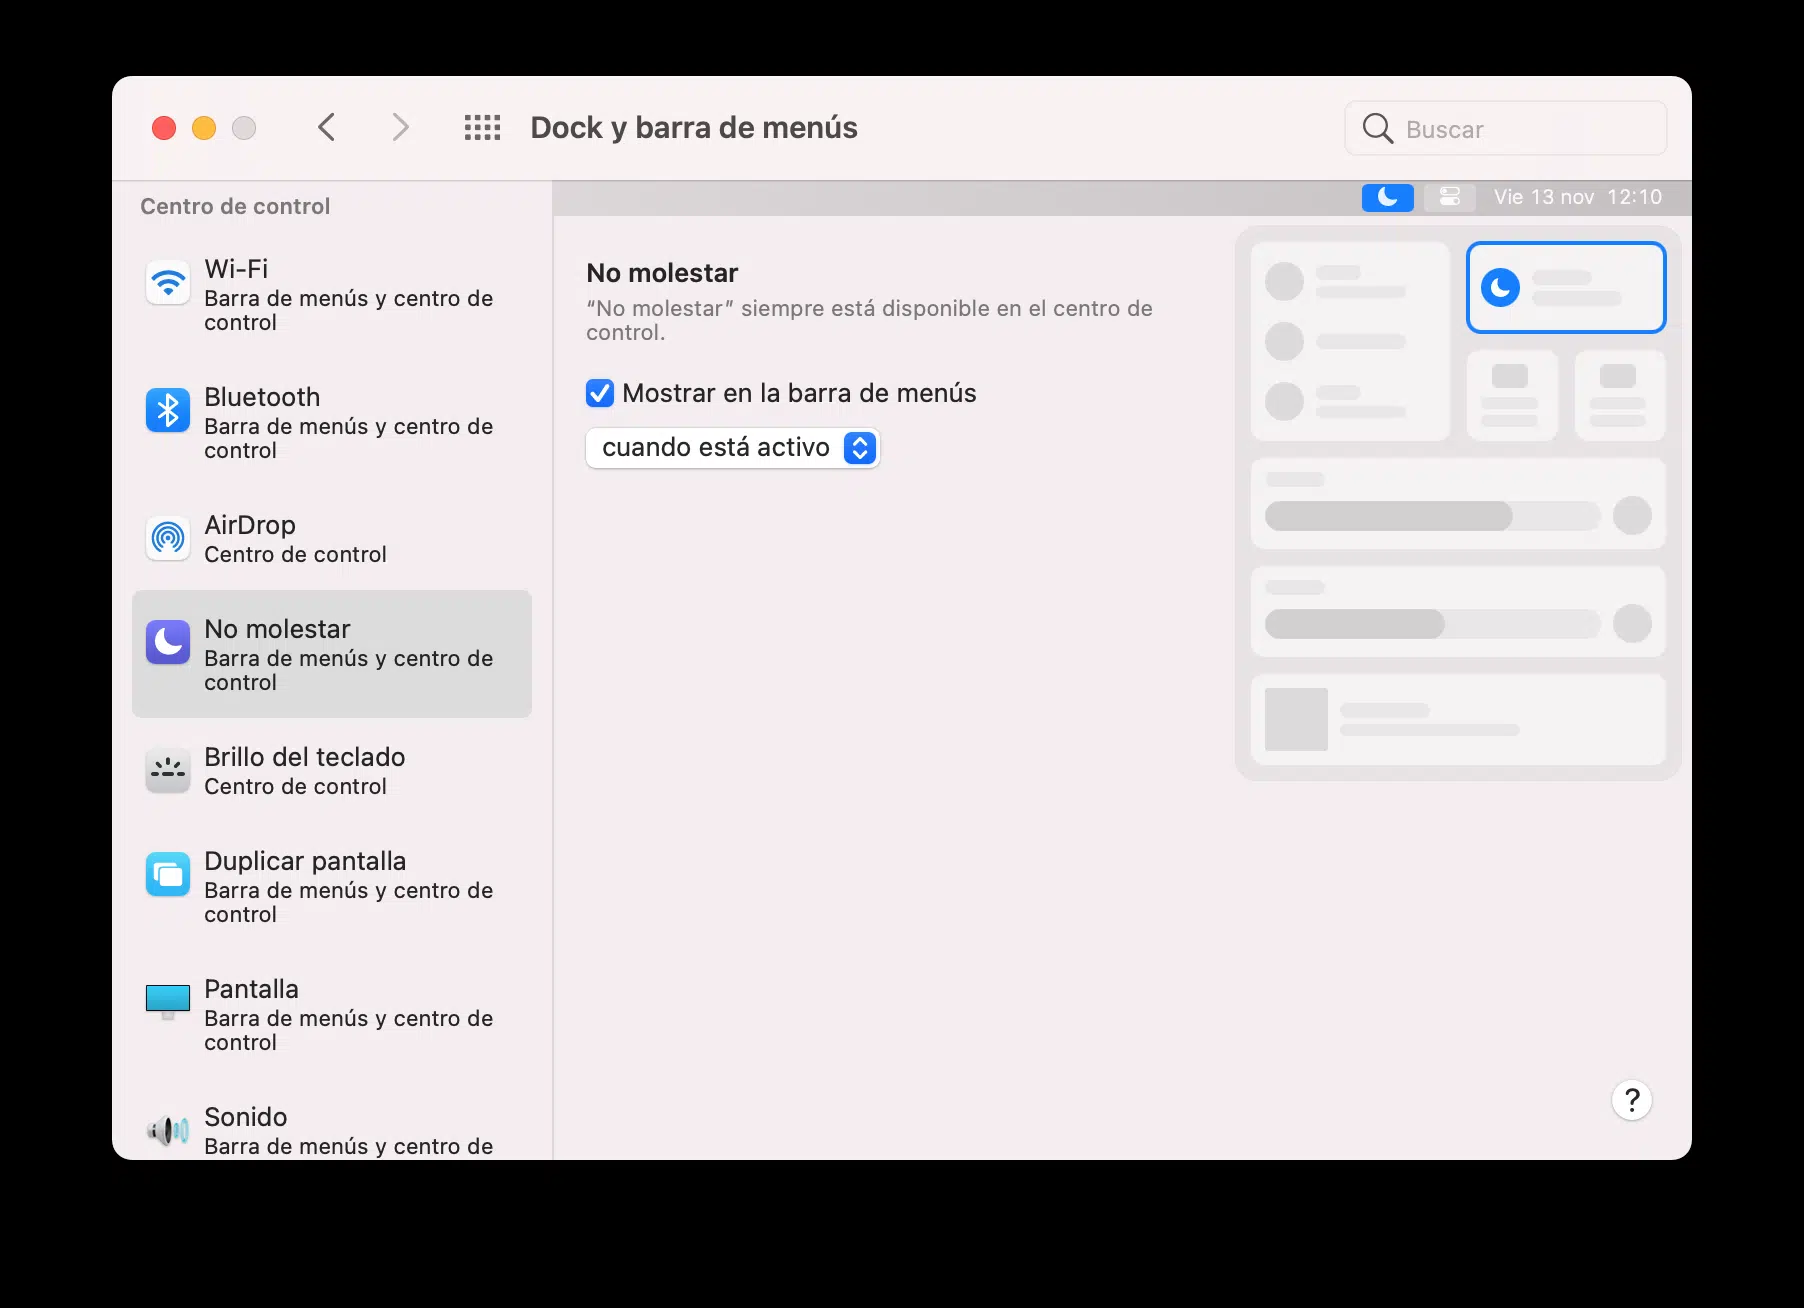 Dock y barra de menús
Buscar
Centro de control
Wi-Fi
Barra de menús y centro de
control
Bluetooth
Barra de menús y centro de
control
AirDrop
Centro de control
No molestar
Barra de menús y centro de
control
Brillo del teclado
Centro de control
Duplicar pantalla
Barra de menús y centro de
control
Pantalla
Barra de menús y centro de
control
Sonido
Barra de menús y centro de
Vie 13 nov 12:10
No molestar
“No molestar” siempre está disponible en el centro de
control.
Mostrar en la barra de menús
cuando está activo
?